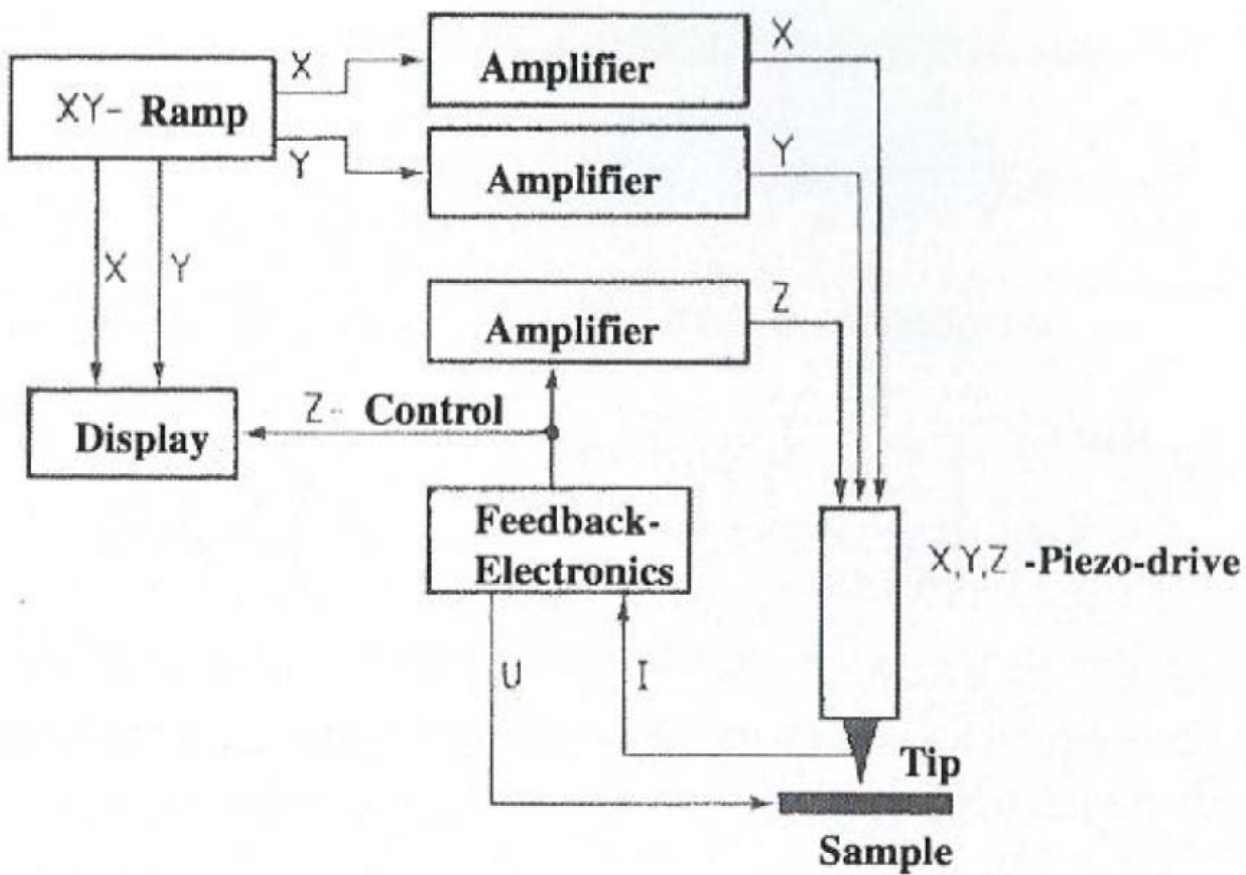 X
Amplifier
X
XY- Ramp
Y
Amplifier
Y
X
Y
Amplifier
Z
Display
Z- Control
Feedback-
Electronics
X,Y,Z -Piezo-drive
U
I
Tip
Sample